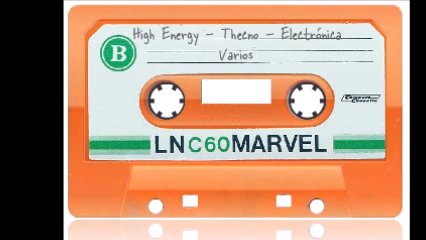 High Energy - Thecno - Electrónica
B
Varios
LNC60MARVEL